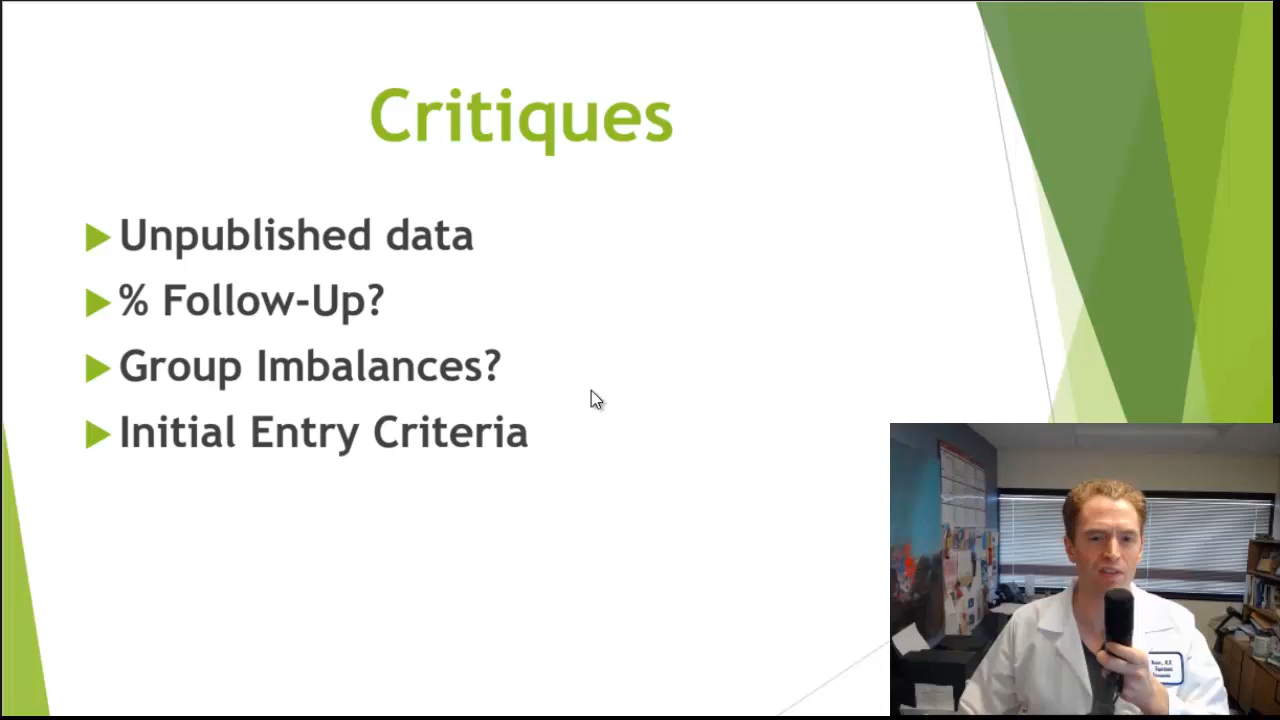 Critiques
Unpublished data
% Follow-Up?
Group Imbalances?
Initial Entry Criteria